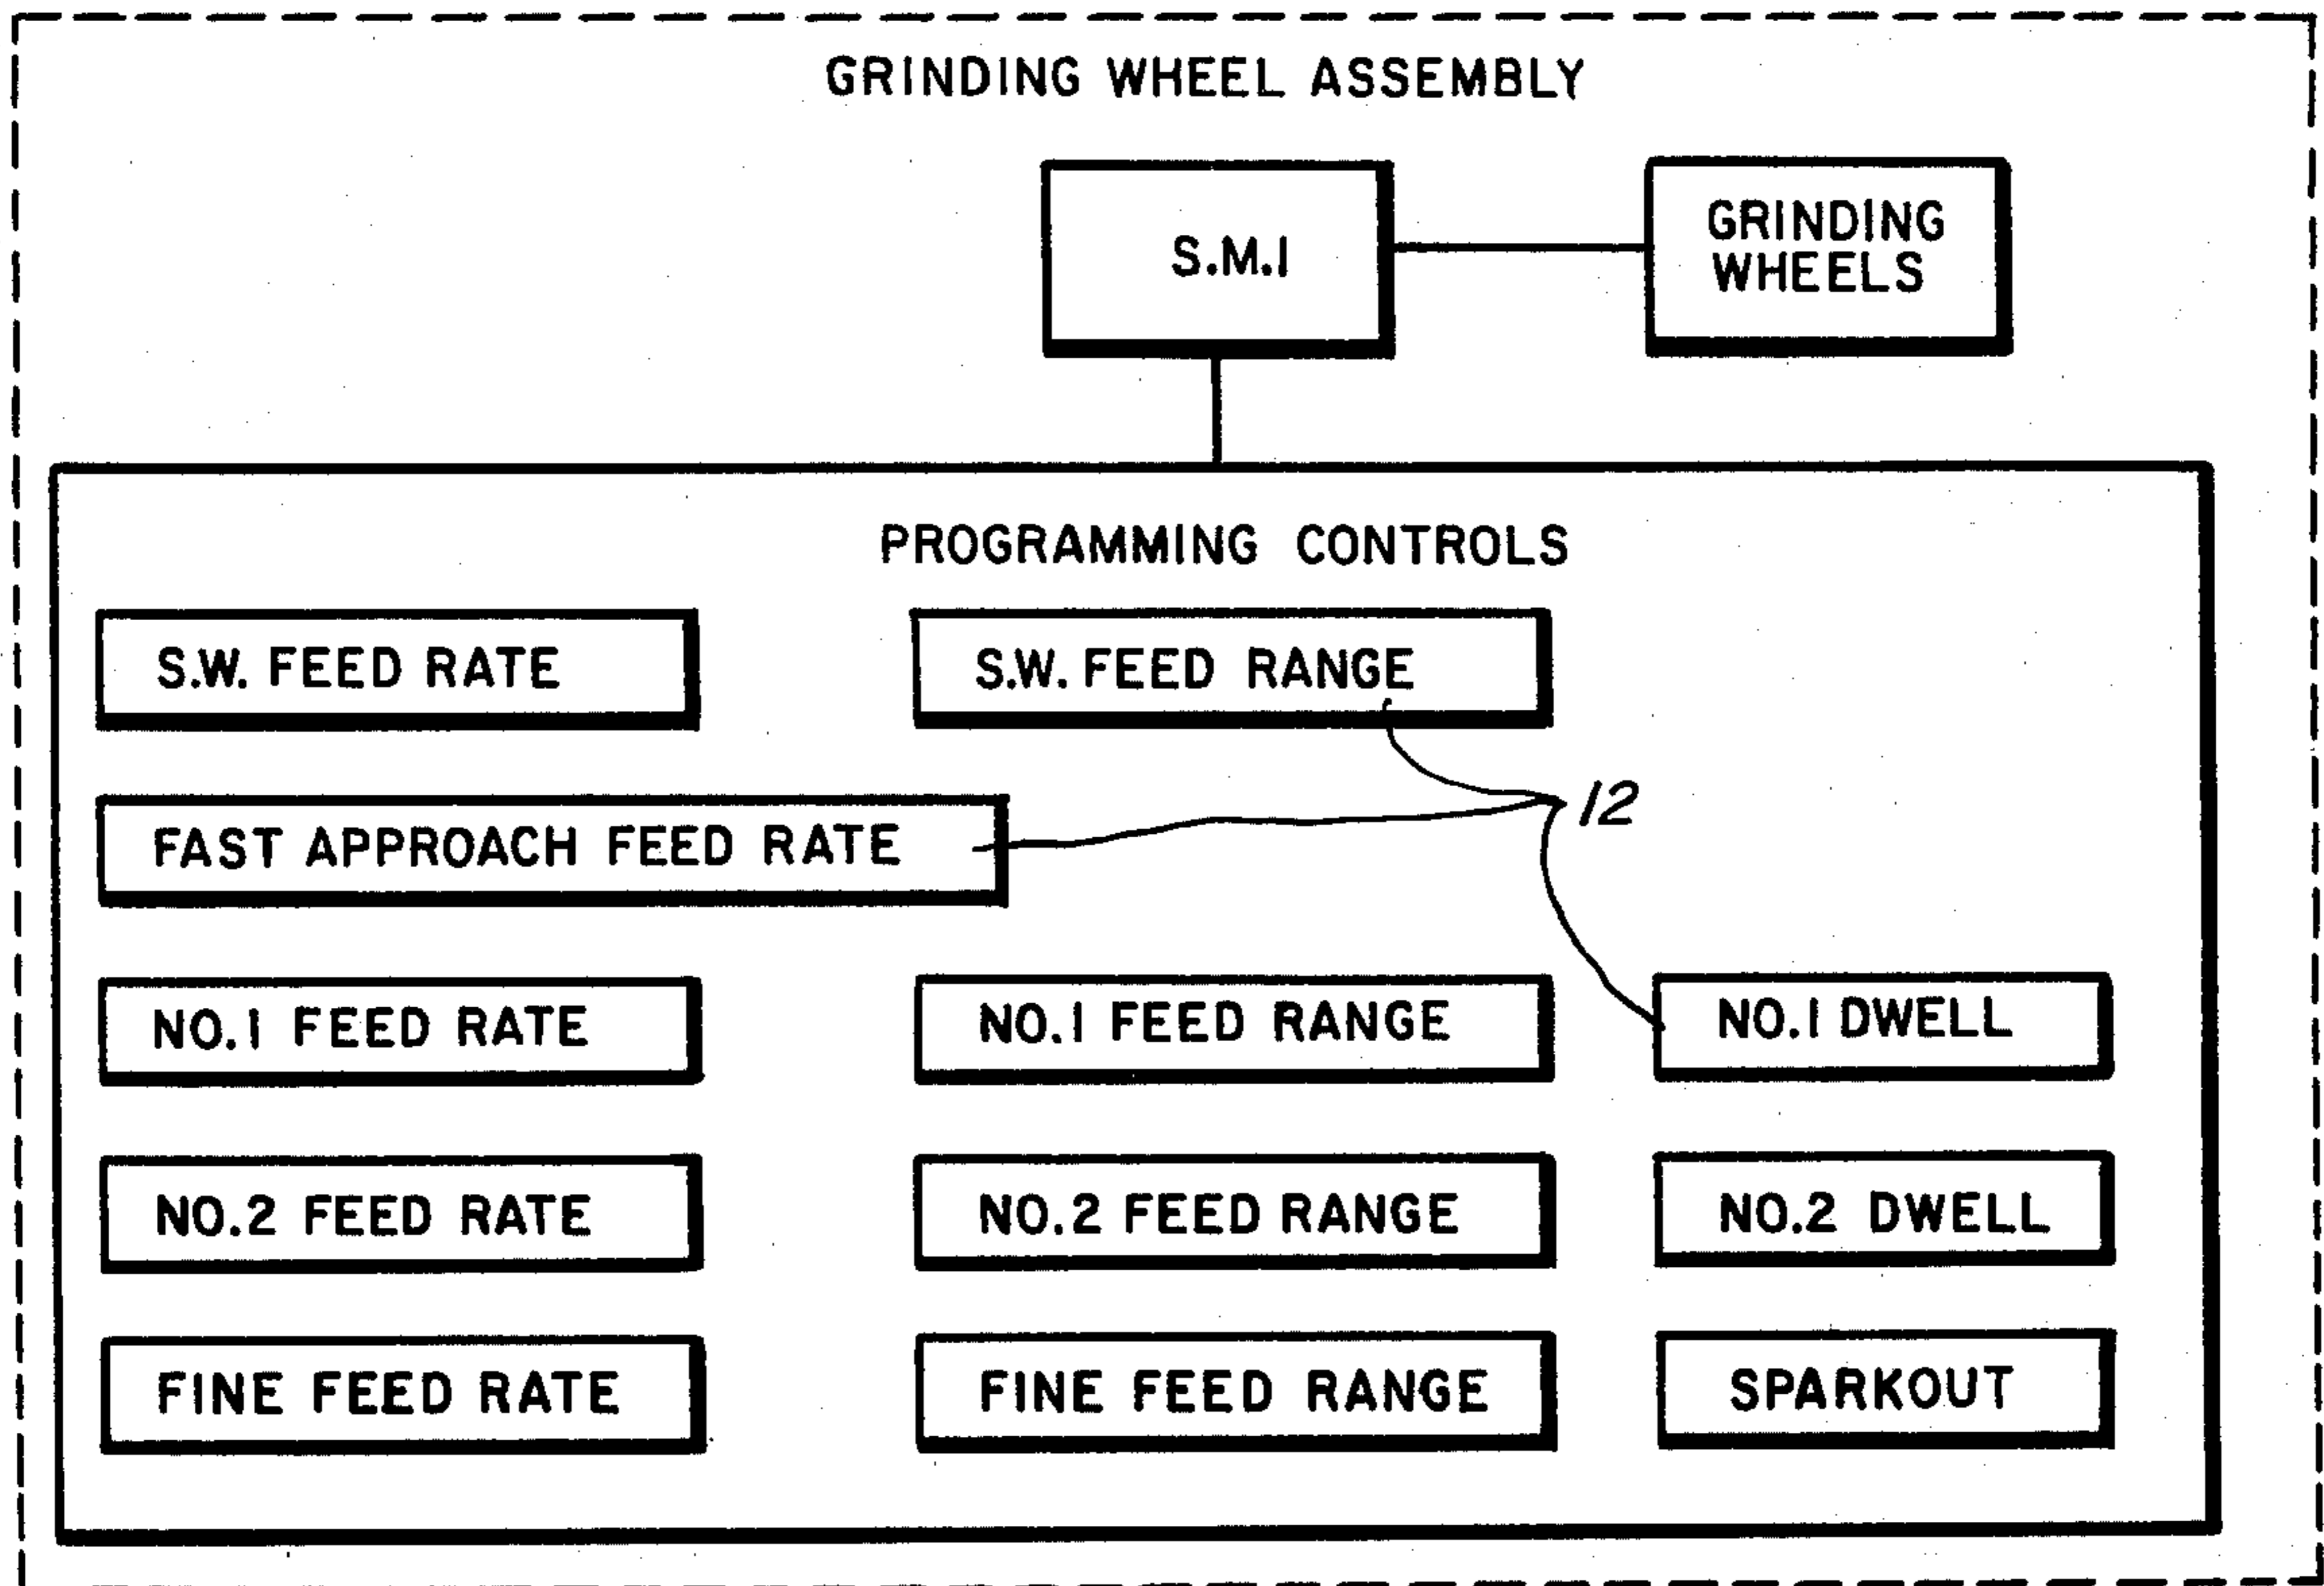 GRINDING WHEEL ASSEMBLY
S.M.I
GRINDING
WHEELS
PROGRAMMING CONTROLS
S.W. FEED RATE
S.W. FEED RANGE
12
FAST APPROACH FEED RATE
NO.1 FEED RATE
NO.1 FEED RANGE
NO.1 DWELL
NO.2 FEED RATE
NO.2 FEED RANGE
NO.2 DWELL
FINE FEED RATE
FINE FEED RANGE
SPARKOUT